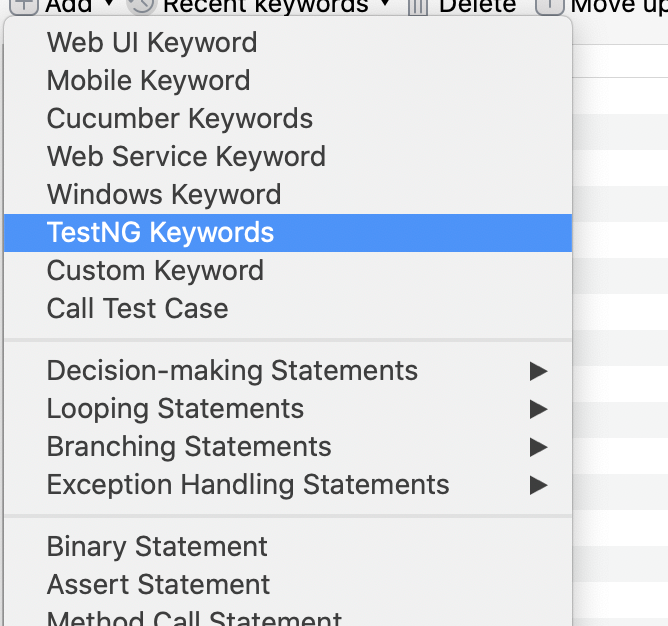 Add Recent keywords Delete Move up
Web UI Keyword
Mobile Keyword
Cucumber Keywords
Web Service Keyword
Windows Keyword
TestNG Keywords
Custom Keyword
Call Test Case
Decision-making Statements
Looping Statements
Branching Statements
Exception Handling Statements
Binary Statement
Assert Statement
Method Call Statement